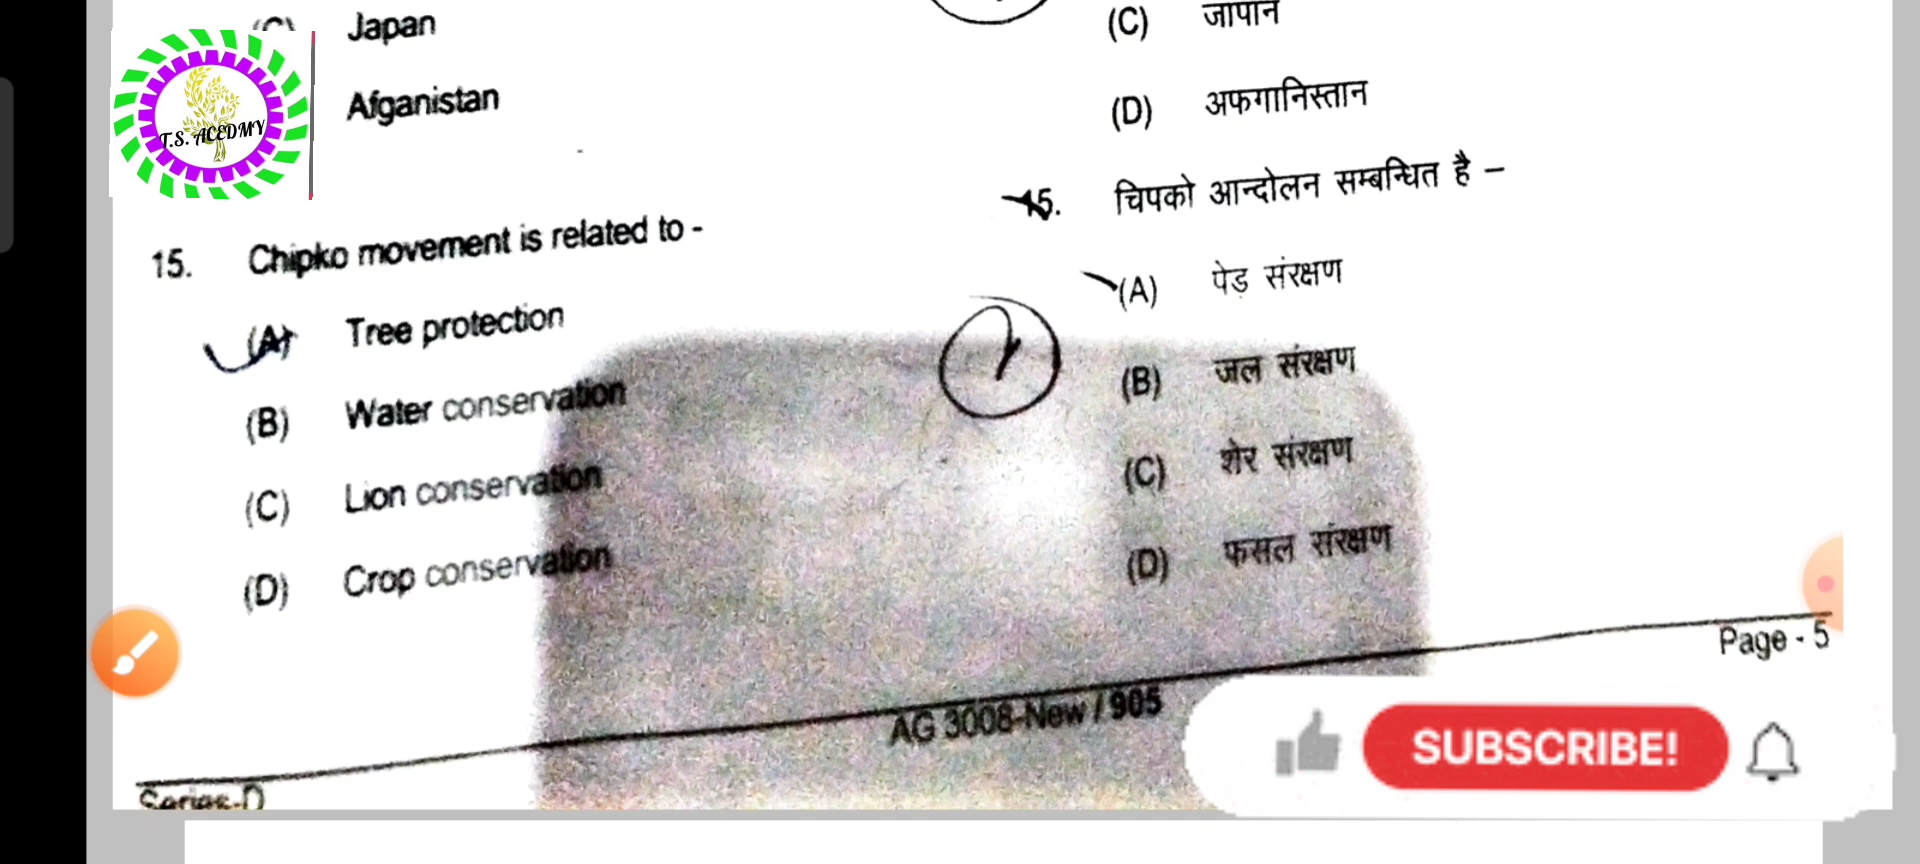 (C) Japan
Afganistan
T.S. ACEDMY
15. Chipko movement is related to -
(A) Tree protection
(B) Water conservation
(C) Lion conservation
(D) Crop conservation
(C) जापान
(D) अफगानिस्तान
15. चिपको आन्दोलन सम्बन्धित है –
(A) पेड़ संरक्षण
(B) जल संरक्षण
(C) शेर संरक्षण
(D) फसल संरक्षण
Page - 5
AG 3008-New / 905
Series-D
SUBSCRIBE!